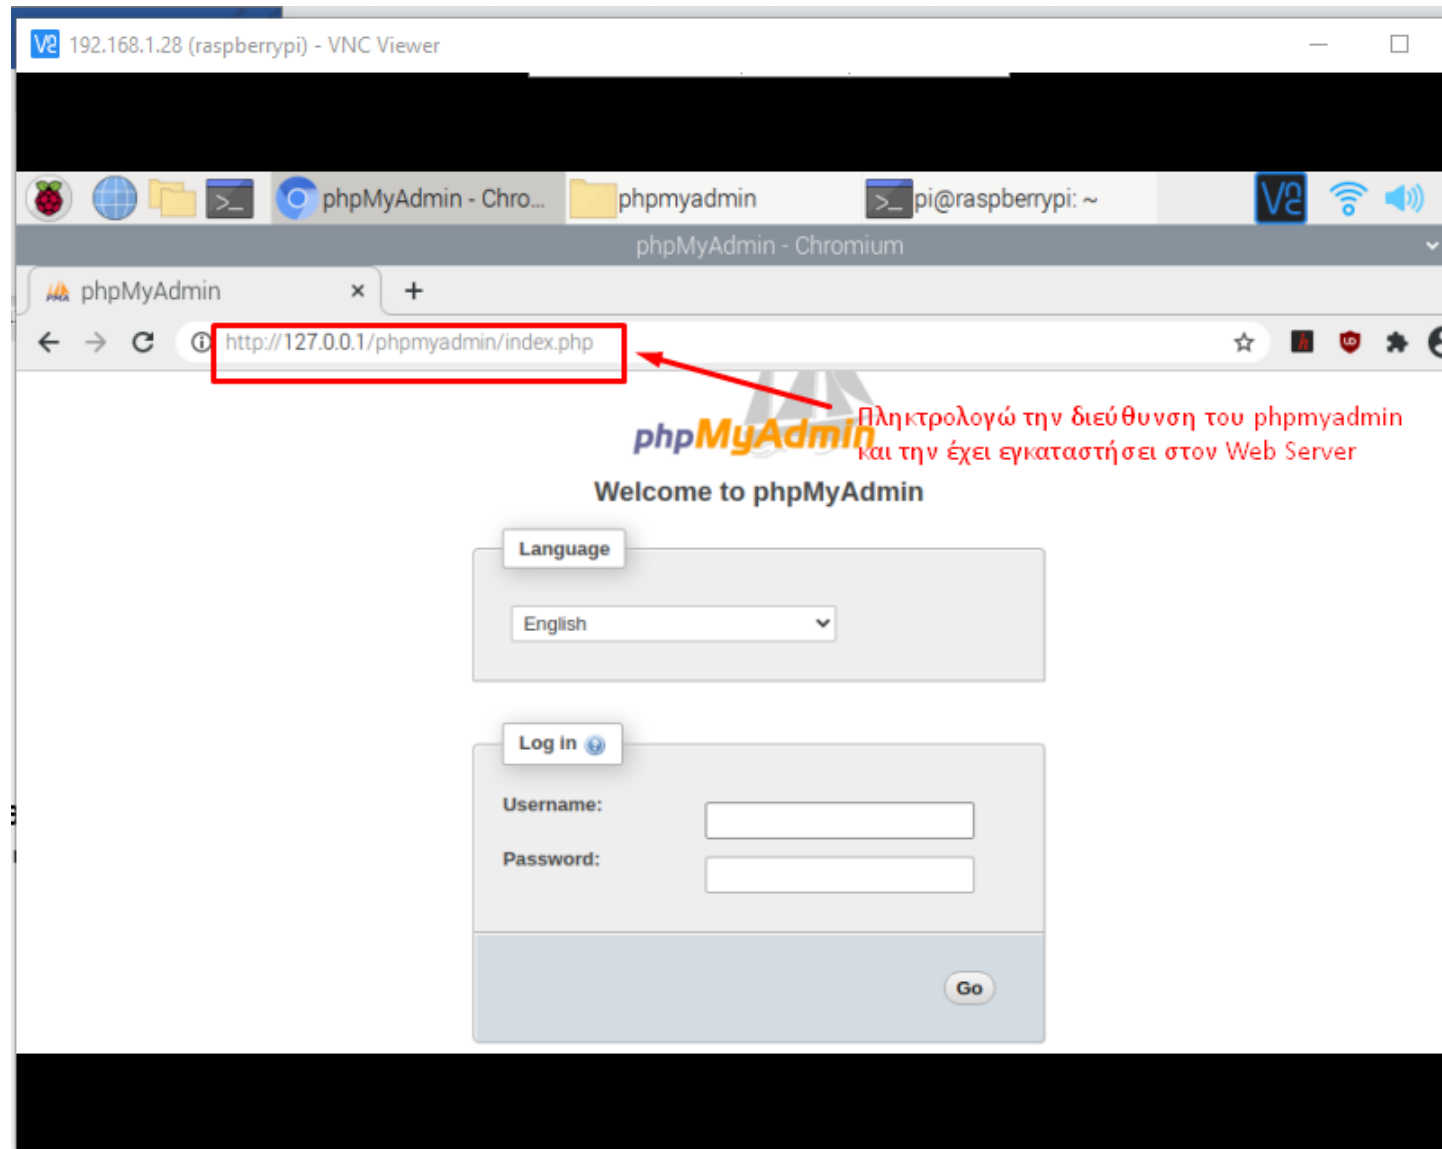 192.168.1.28 (raspberrypi) - VNC Viewer
phpMyAdmin - Chro...
phpmyadmin
pi@raspberrypi: ~
phpMyAdmin - Chromium
phpMyAdmin
http://127.0.0.1/phpmyadmin/index.php
Πληκτρολογώ την διεύθυνση του phpmyadmin
phpMyAdmin
και την έχει εγκαταστήσει στον Web Server
Welcome to phpMyAdmin
Language
English
Log in
Username:
Password:
Go